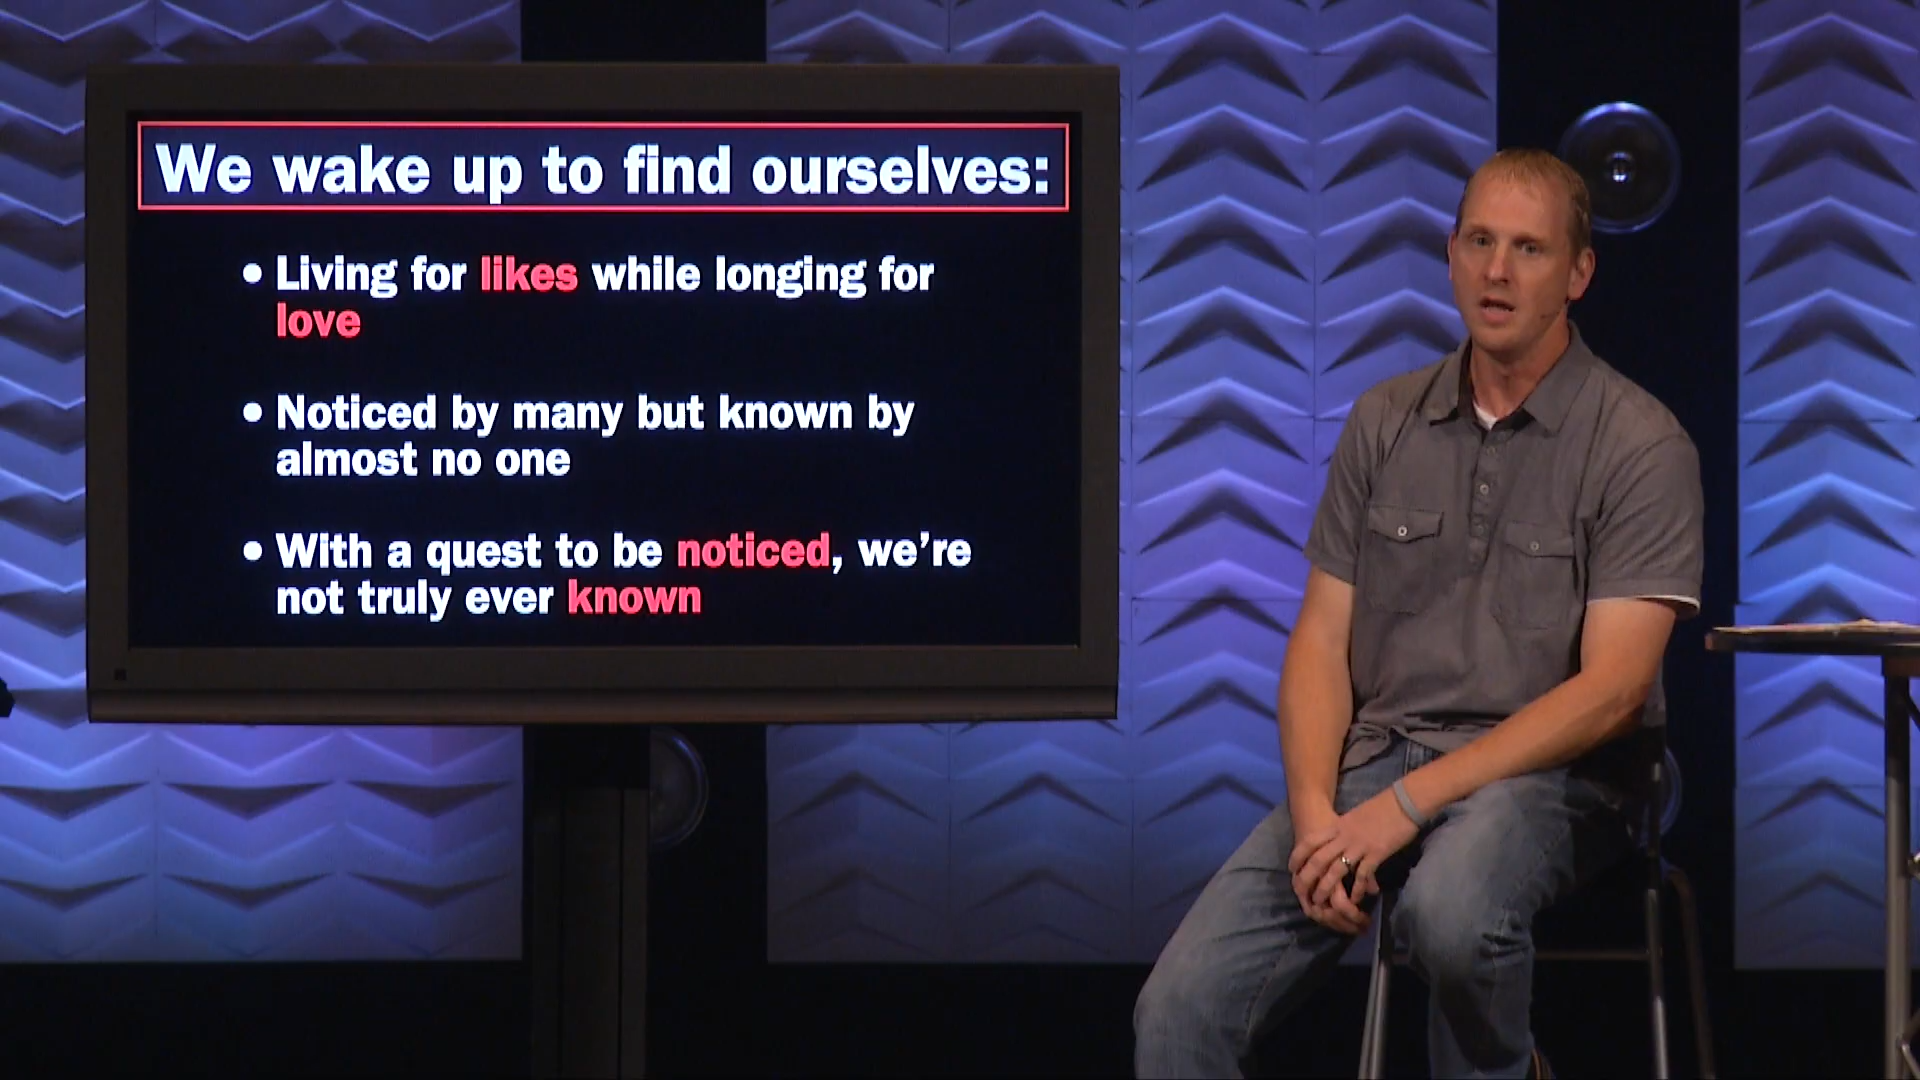 We wake up to find ourselves:
• Living for likes while longing for
love
• Noticed by many but known by
almost no one
• With a quest to be noticed, we’re
not truly ever known